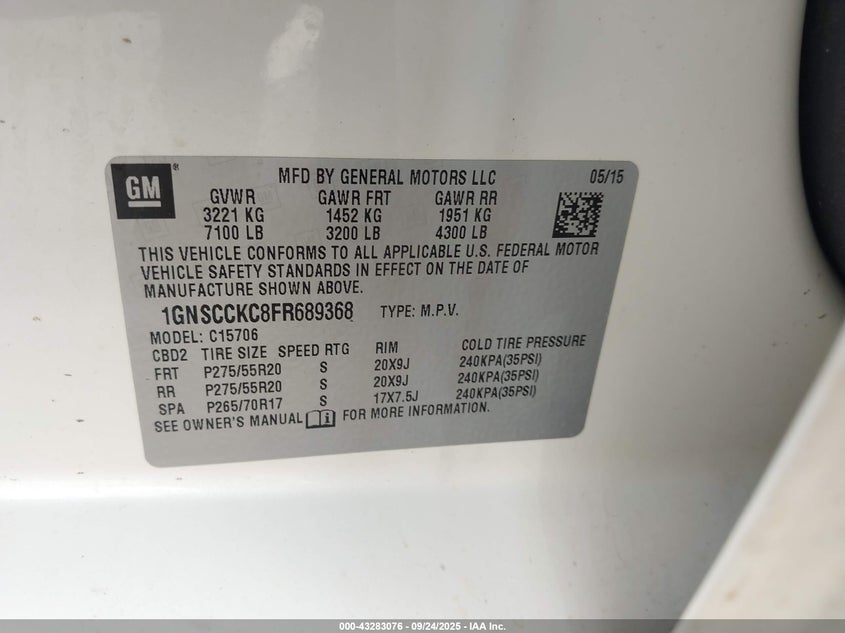 GM ®
MFD BY GENERAL MOTORS LLC 05/15
GVWR GAWR FRT GAWR RR
3221 KG 1452 KG 1951 KG
7100 LB 3200 LB 4300 LB
THIS VEHICLE CONFORMS TO ALL APPLICABLE U.S. FEDERAL MOTOR
VEHICLE SAFETY STANDARDS IN EFFECT ON THE DATE OF
MANUFACTURE SHOWN ABOVE.
1GNSCCKC8FR689368 TYPE: M.P.V.
MODEL: C15706
CBD2 TIRE SIZE SPEED RTG RIM COLD TIRE PRESSURE
FRT P275/55R20 S 20X9J 240KPA(35PSI)
RR P275/55R20 S 20X9J 240KPA(35PSI)
SPA P265/70R17 S 17X7.5J 240KPA(35PSI)
SEE OWNER'S MANUAL i FOR MORE INFORMATION.
000-43283076 - 09/24/2025 - IAA Inc.